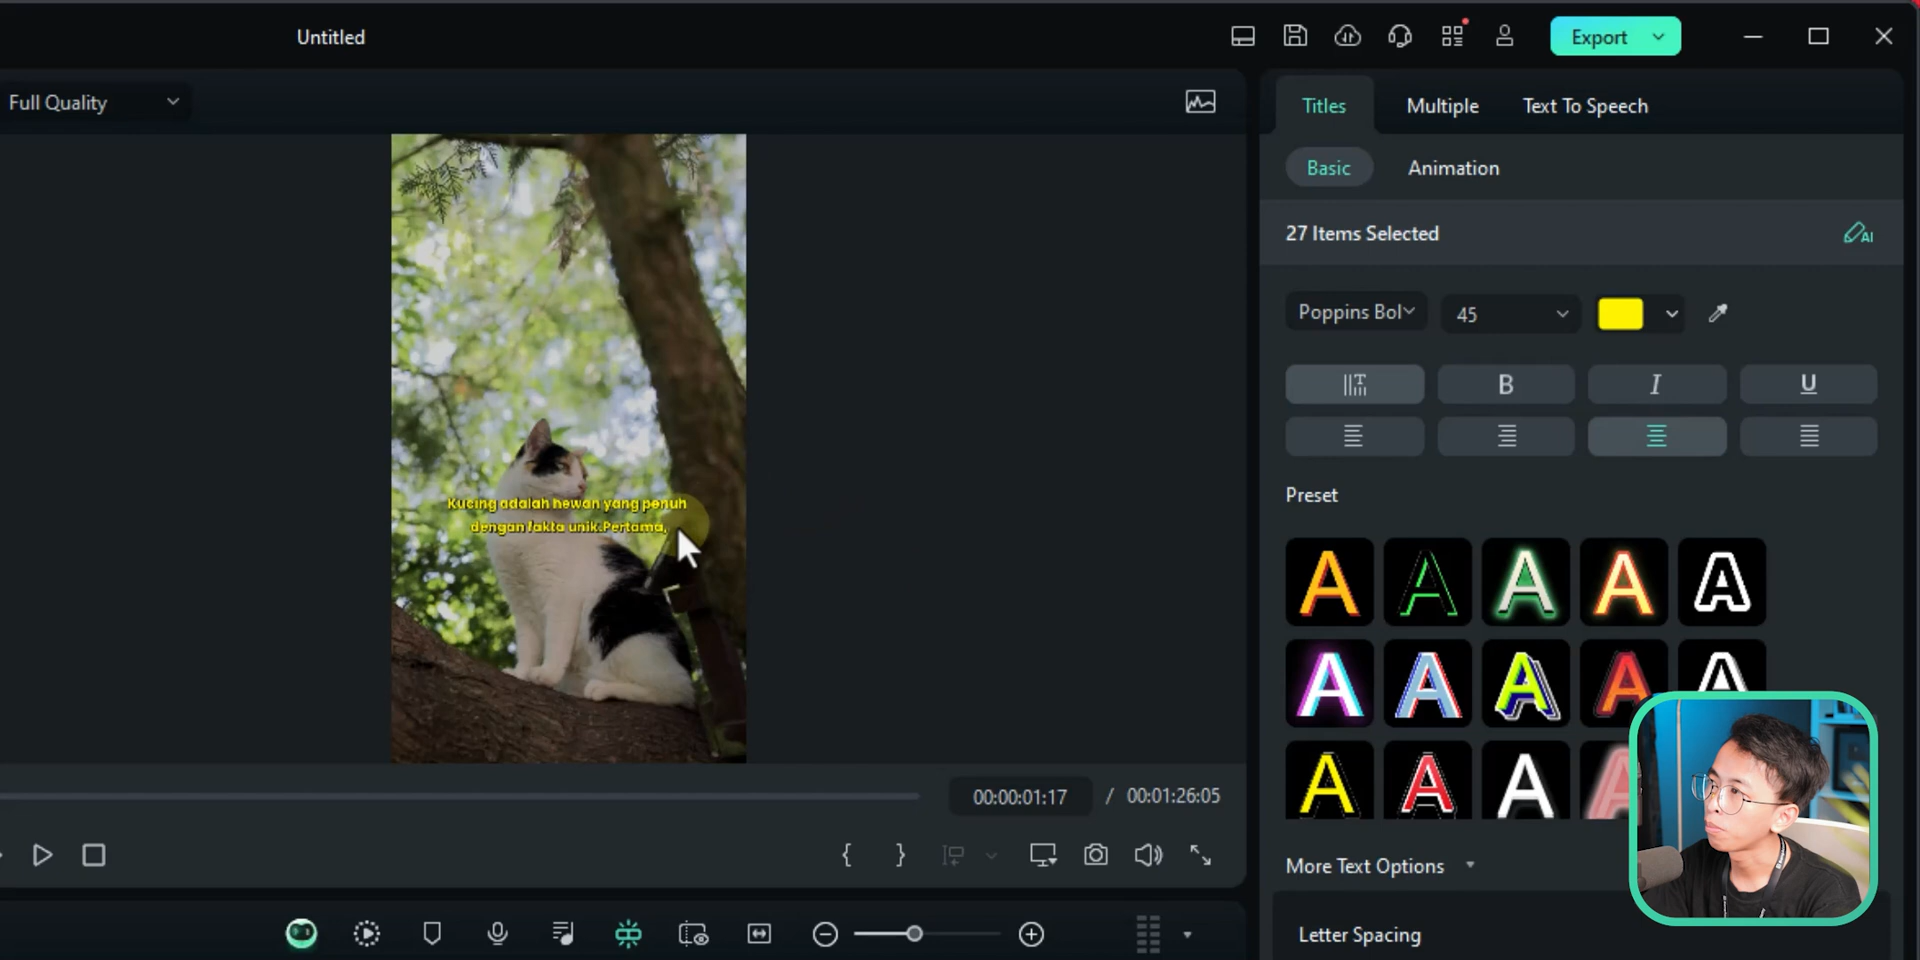 Untitled
Export
Full Quality
Titles
Multiple
Text To Speech
Basic
Animation
27 Items Selected
AI
Poppins Bol
45
B
I
U
Preset
A A A A A
A A A A A
A A A
Kucing adalah hewan yang penuh
dengan fakta unik.Pertama,
00:00:01:17 / 00:01:26:05
More Text Options
Letter Spacing